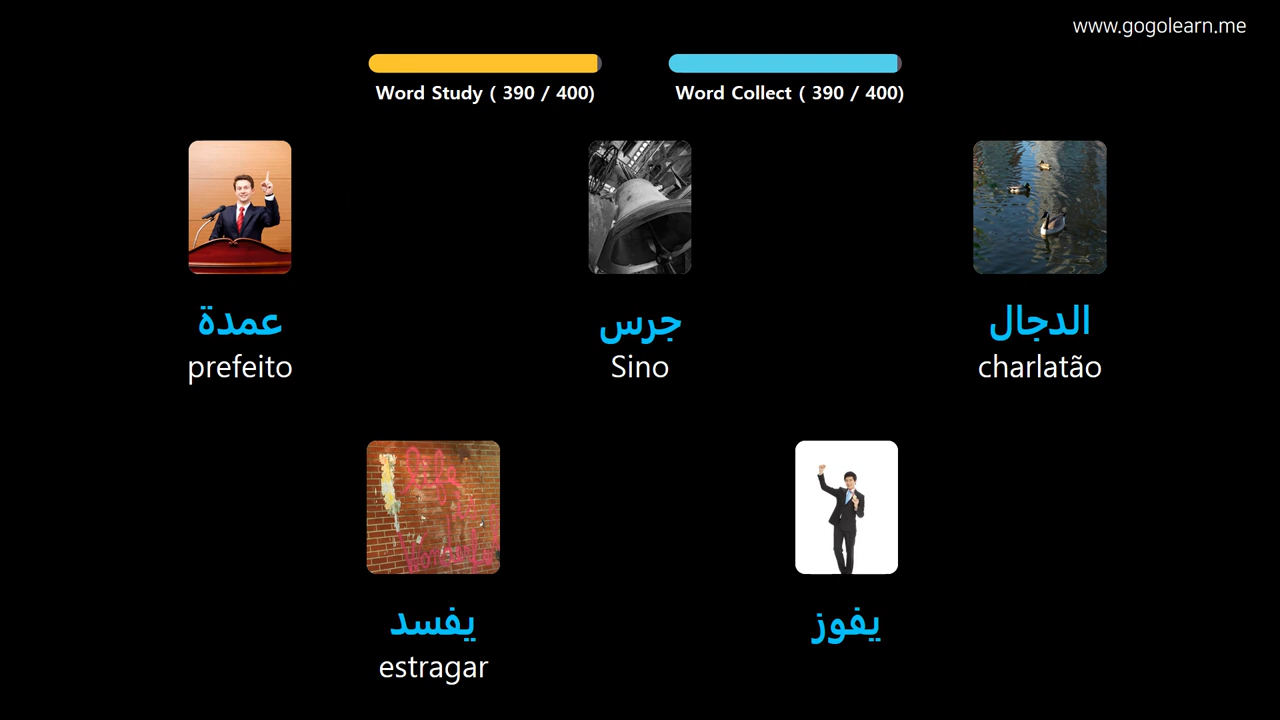 www.gogolearn.me
Word Study ( 390 / 400)
Word Collect ( 390 / 400)
عمدة
prefeito
جرس
Sino
الدجال
charlatão
يفسد
estragar
يفوز